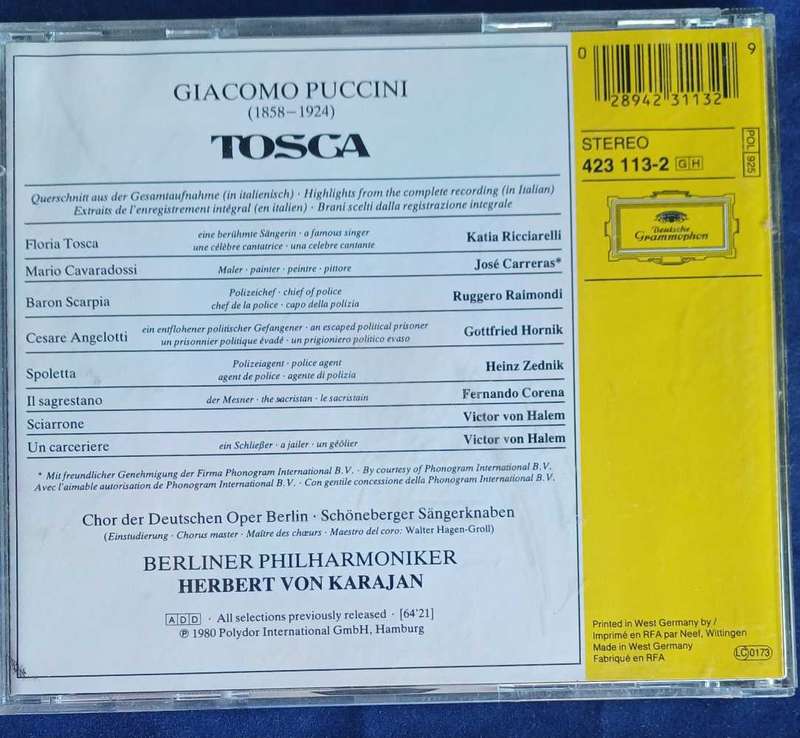 GIACOMO PUCCINI
(1858–1924)
TOSCA
Querschnitt aus der Gesamtaufnahme (in italienisch) · Highlights from the complete recording (in Italian)
Extraits de l'enregistrement intégral (en italien) · Brani scelti dalla registrazione integrale
Floria Tosca eine berühmte Sängerin · a famous singer Katia Ricciarelli
une célèbre cantatrice · una celebre cantante
Mario Cavaradossi Maler · painter · peintre · pittore José Carreras*
Baron Scarpia Polizeichef · chief of police Ruggero Raimondi
chef de la police · capo della polizia
Cesare Angelotti ein entflohener politischer Gefangener · an escaped political prisoner Gottfried Hornik
un prisonnier politique évadé · un prigioniero politico evaso
Spoletta Polizeiagent · police agent Heinz Zednik
agent de police · agente di polizia
Il sagrestano der Mesner · the sacristan · le sacristain Fernando Corena
Sciarrone Victor von Halem
Un carceriere ein Schließer · a jailer · un géôlier Victor von Halem
* Mit freundlicher Genehmigung der Firma Phonogram International B.V. · By courtesy of Phonogram International B.V.
Avec l'aimable autorisation de Phonogram International B.V. · Con gentile concessione della Phonogram International B.V.
Chor der Deutschen Oper Berlin · Schöneberger Sängerknaben
(Einstudierung · Chorus master · Maître des chœurs · Maestro del coro: Walter Hagen-Groll)
BERLINER PHILHARMONIKER
HERBERT VON KARAJAN
ADD · All selections previously released · [64'21]
℗ 1980 Polydor International GmbH, Hamburg
0 28942 31132 9
STEREO
423 113-2 GH
POL 925
Deutsche
Grammophon
Printed in West Germany by /
Imprimé en RFA par Neef, Wittingen
Made in West Germany
Fabriqué en RFA
LC 0173